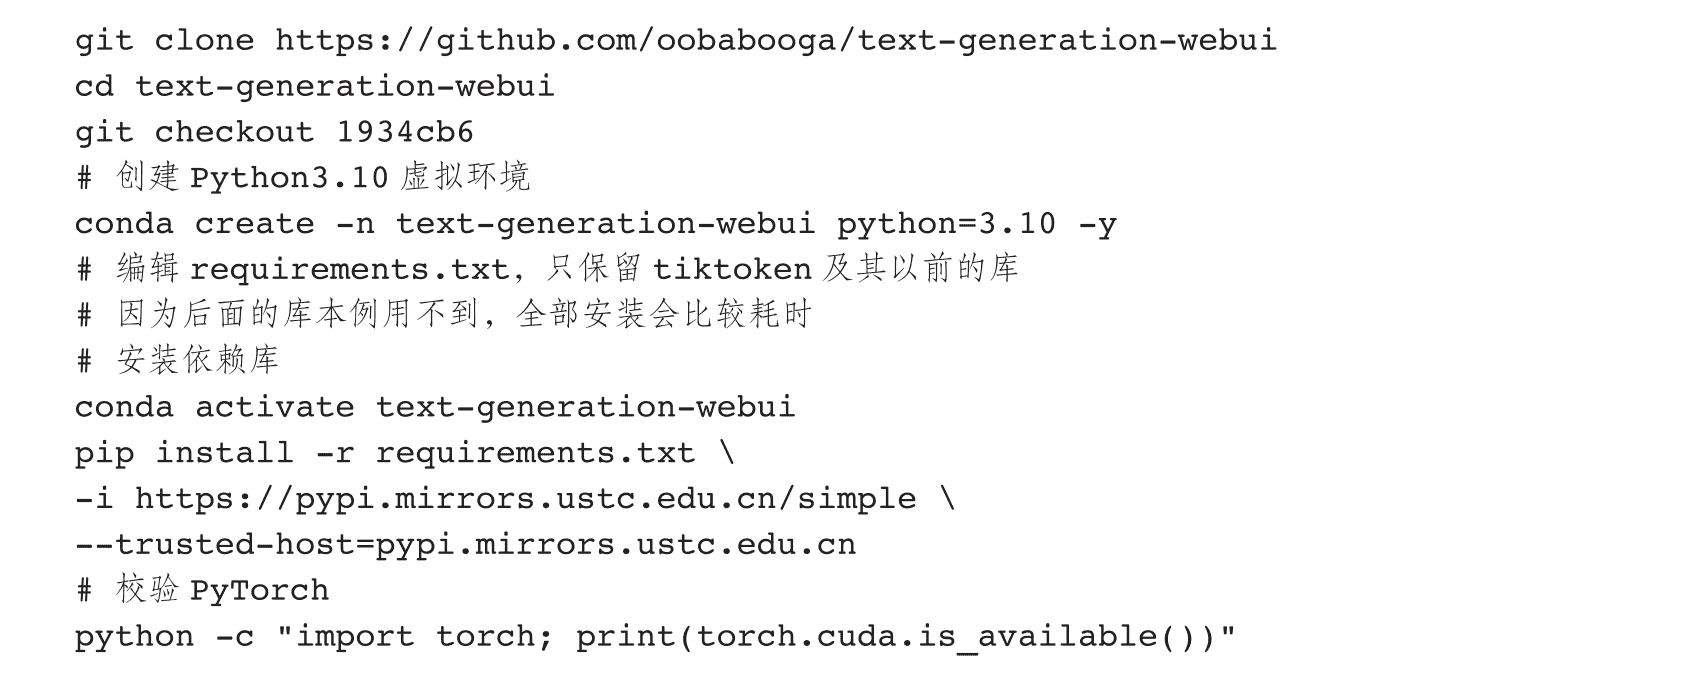 git clone https://github.com/oobabooga/text-generation-webui
cd text-generation-webui
git checkout 1934cb6
# 创建 Python3.10 虚拟环境
conda create -n text-generation-webui python=3.10 -y
# 编辑 requirements.txt，只保留 tiktoken 及其以前的库
# 因为后面的库本例用不到，全部安装会比较耗时
# 安装依赖库
conda activate text-generation-webui
pip install -r requirements.txt \
-i https://pypi.mirrors.ustc.edu.cn/simple \
--trusted-host=pypi.mirrors.ustc.edu.cn
# 校验 PyTorch
python -c "import torch; print(torch.cuda.is_available())"